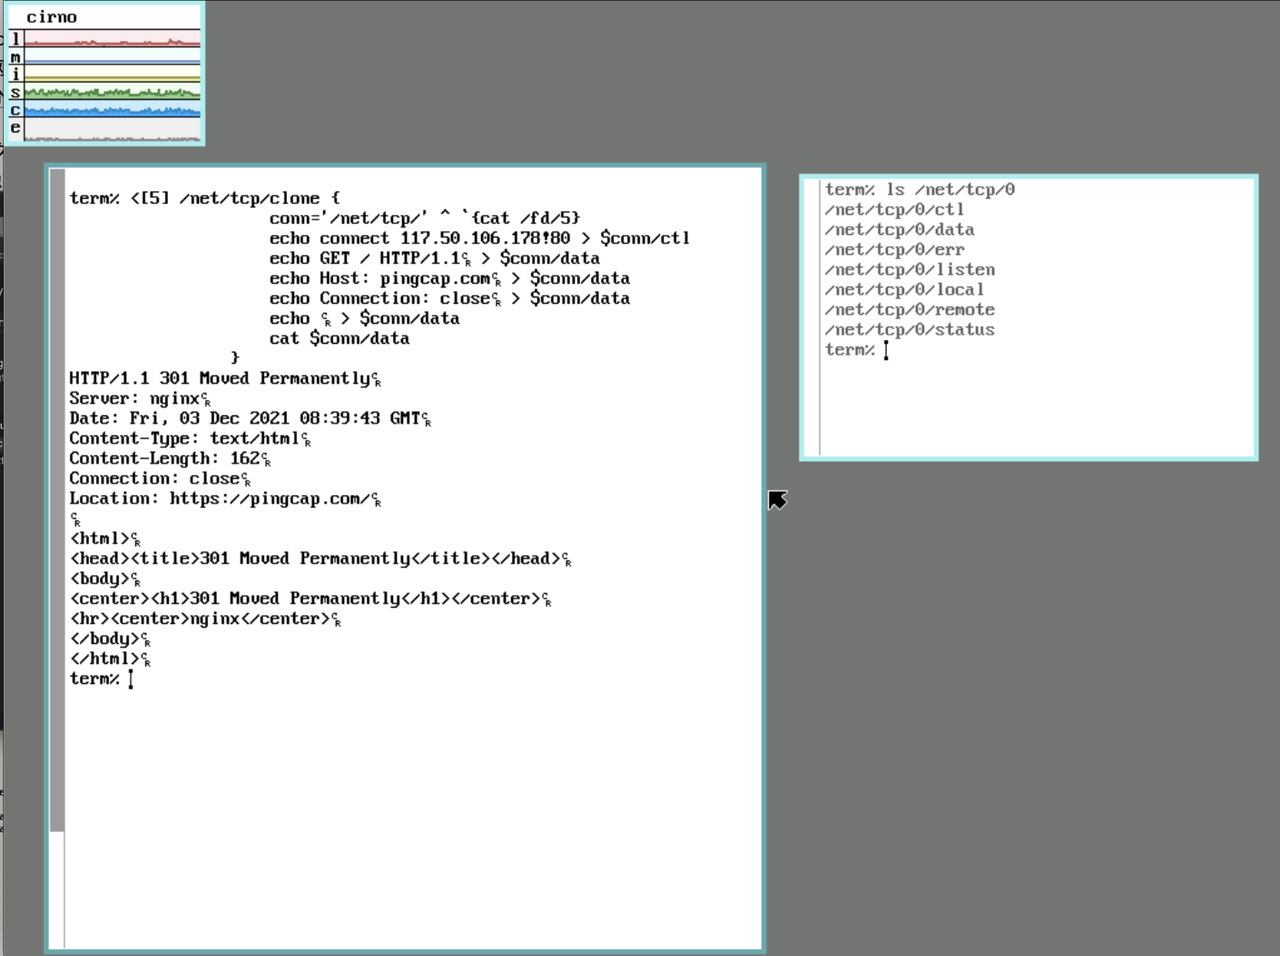 cirno
l
m
i
s
c
e
term% <[5] /net/tcp/clone {
conn='/net/tcp/' ^ `{cat /fd/5}
echo connect 117.50.106.178!80 > $conn/ctl
echo GET / HTTP/1.1␍ > $conn/data
echo Host: pingcap.com␍ > $conn/data
echo Connection: close␍ > $conn/data
echo ␍ > $conn/data
cat $conn/data
}
HTTP/1.1 301 Moved Permanently␍
Server: nginx␍
Date: Fri, 03 Dec 2021 08:39:43 GMT␍
Content-Type: text/html␍
Content-Length: 162␍
Connection: close␍
Location: https://pingcap.com/␍
␍
<html>␍
<head><title>301 Moved Permanently</title></head>␍
<body>␍
<center><h1>301 Moved Permanently</h1></center>␍
<hr><center>nginx</center>␍
</body>␍
</html>␍
term%
term% ls /net/tcp/0
/net/tcp/0/ctl
/net/tcp/0/data
/net/tcp/0/err
/net/tcp/0/listen
/net/tcp/0/local
/net/tcp/0/remote
/net/tcp/0/status
term%